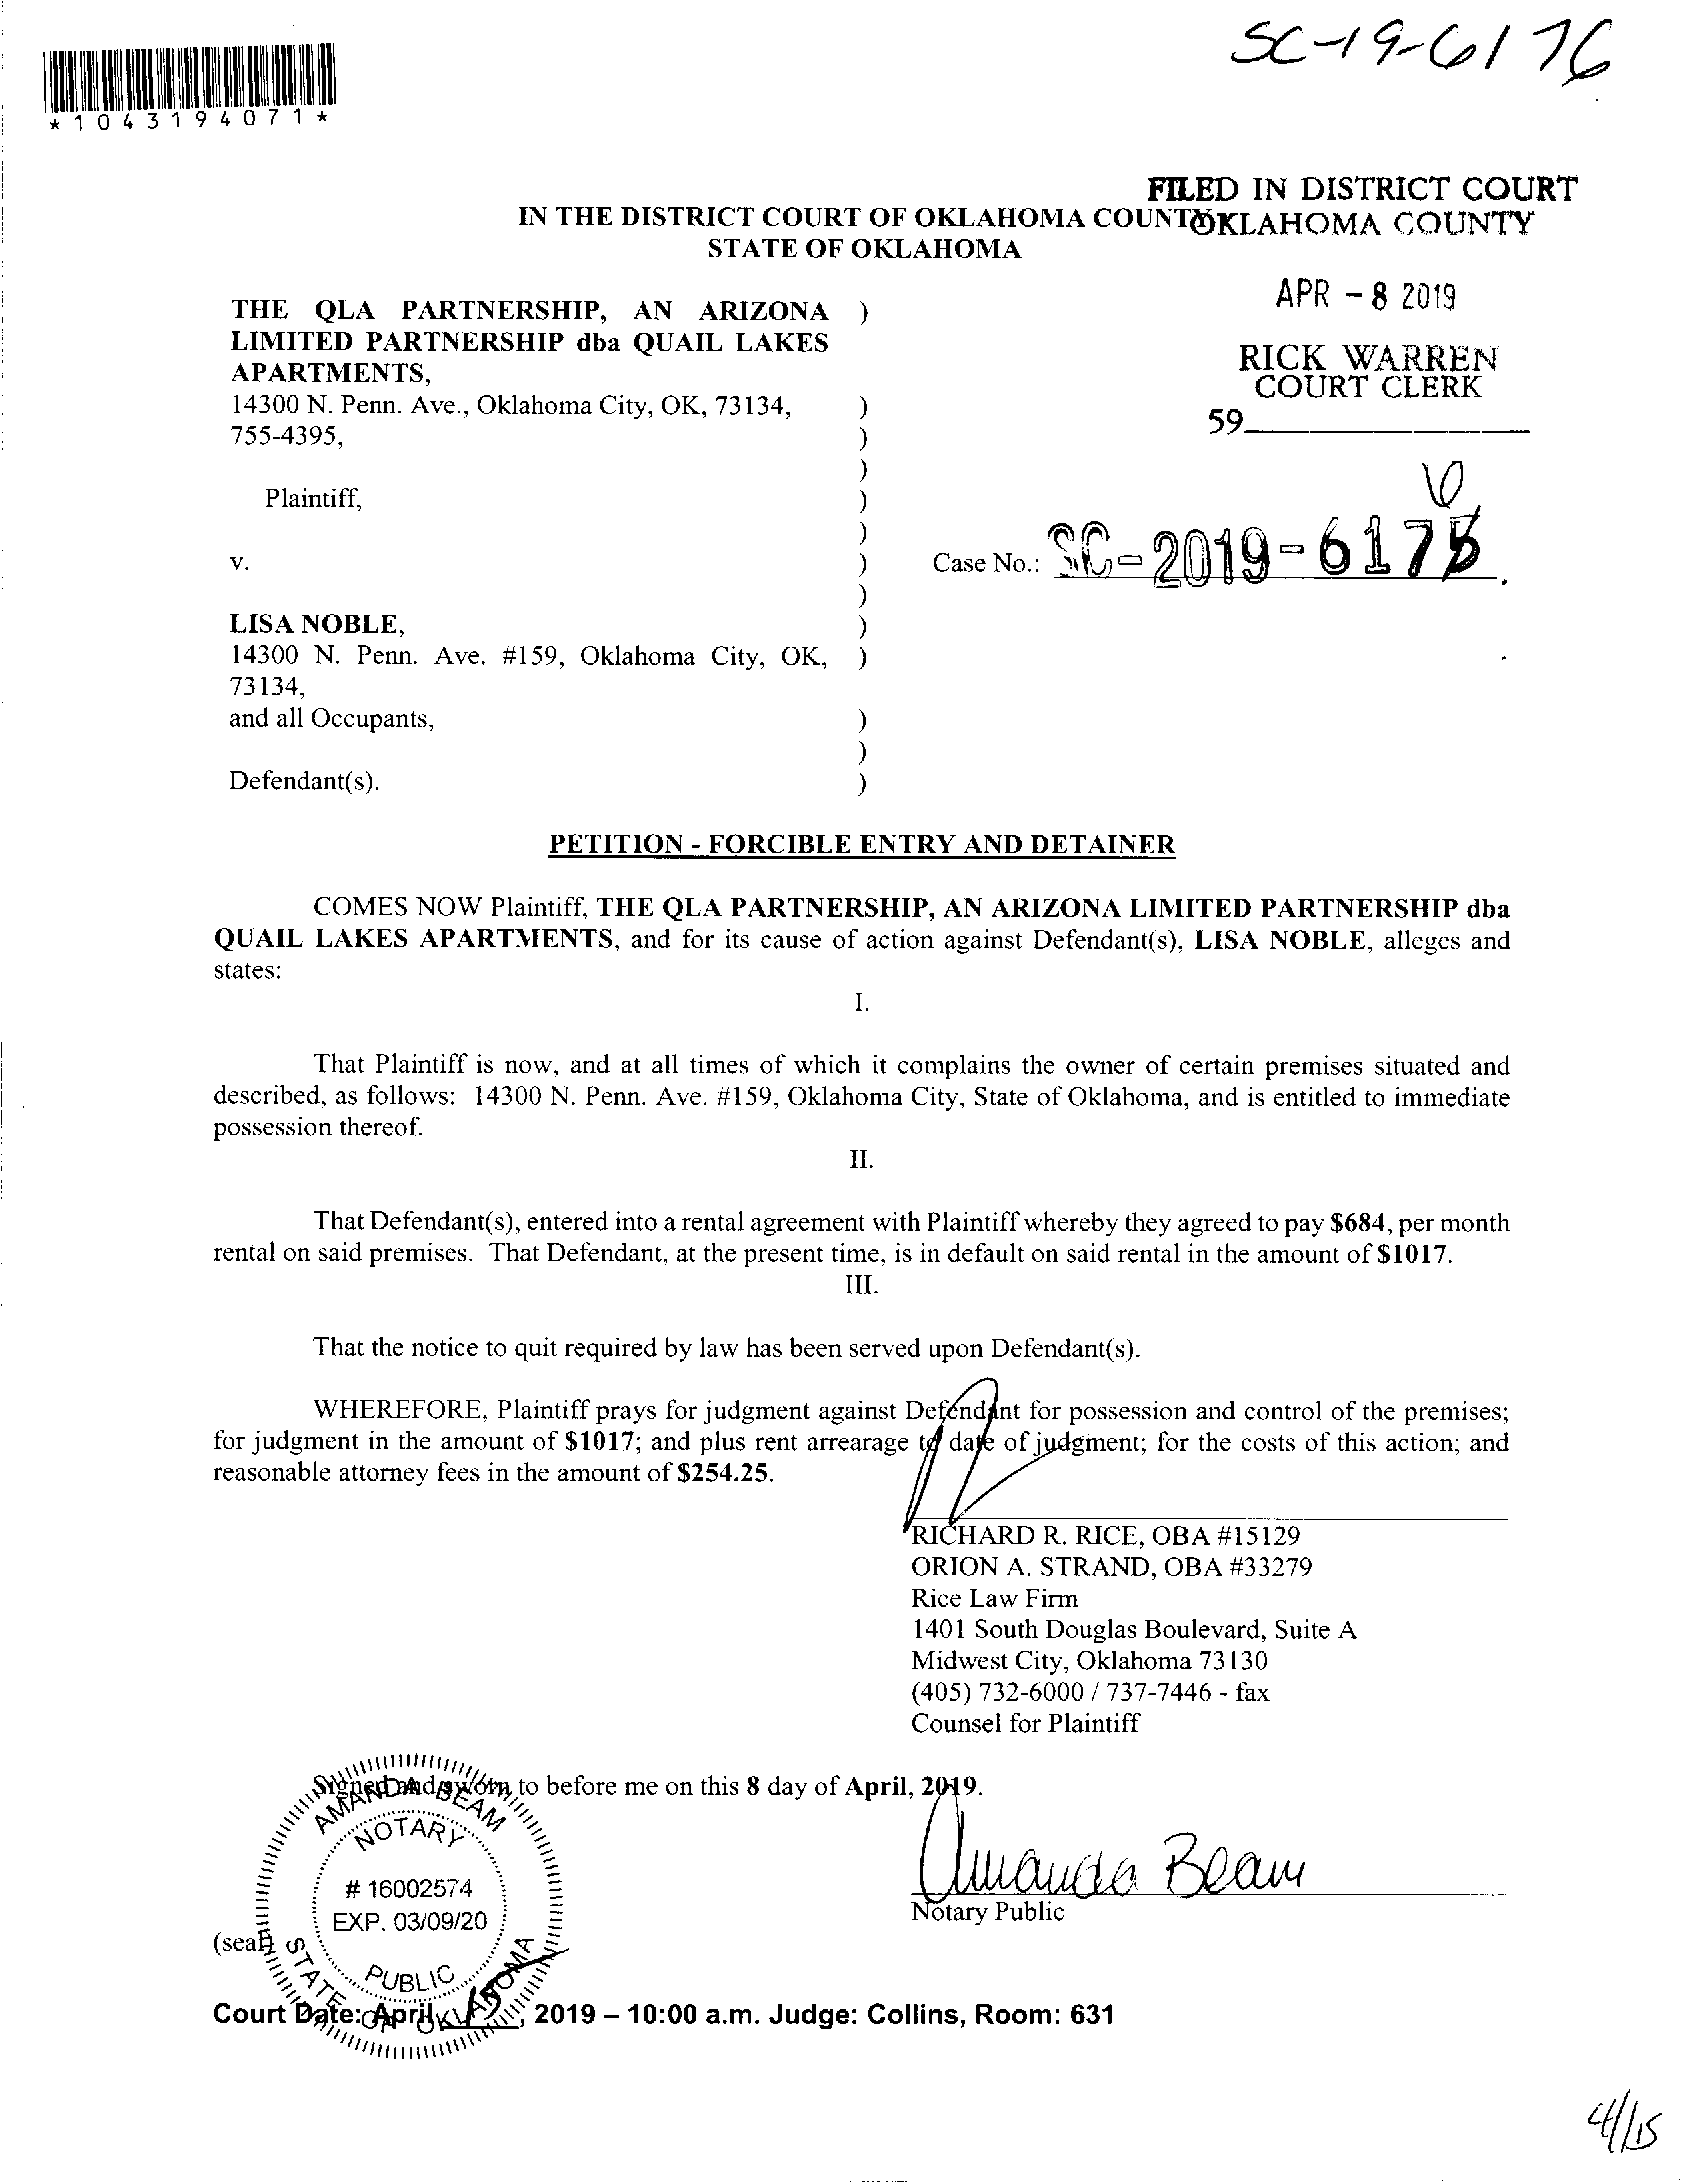 SC-19-6176
*1043194071*
FILED IN DISTRICT COURT
OKLAHOMA COUNTY
IN THE DISTRICT COURT OF OKLAHOMA COUNTY
STATE OF OKLAHOMA
APR - 8 2019
RICK WARREN
COURT CLERK
59
THE QLA PARTNERSHIP, AN ARIZONA )
LIMITED PARTNERSHIP dba QUAIL LAKES
APARTMENTS,
14300 N. Penn. Ave., Oklahoma City, OK, 73134, )
755-4395, )
)
Plaintiff, )
)
v. ) Case No.: SC-2019-6176.
)
LISA NOBLE, )
14300 N. Penn. Ave. #159, Oklahoma City, OK, )
73134,
and all Occupants, )
)
Defendant(s). )
PETITION - FORCIBLE ENTRY AND DETAINER
COMES NOW Plaintiff, THE QLA PARTNERSHIP, AN ARIZONA LIMITED PARTNERSHIP dba
QUAIL LAKES APARTMENTS, and for its cause of action against Defendant(s), LISA NOBLE, alleges and
states:
I.
That Plaintiff is now, and at all times of which it complains the owner of certain premises situated and
described, as follows: 14300 N. Penn. Ave. #159, Oklahoma City, State of Oklahoma, and is entitled to immediate
possession thereof.
II.
That Defendant(s), entered into a rental agreement with Plaintiff whereby they agreed to pay $684, per month
rental on said premises. That Defendant, at the present time, is in default on said rental in the amount of $1017.
III.
That the notice to quit required by law has been served upon Defendant(s).
WHEREFORE, Plaintiff prays for judgment against Defendant for possession and control of the premises;
for judgment in the amount of $1017; and plus rent arrearage to date of judgment; for the costs of this action; and
reasonable attorney fees in the amount of $254.25.
RICHARD R. RICE, OBA #15129
ORION A. STRAND, OBA #33279
Rice Law Firm
1401 South Douglas Boulevard, Suite A
Midwest City, Oklahoma 73130
(405) 732-6000 / 737-7446 - fax
Counsel for Plaintiff
Signed and sworn to before me on this 8 day of April, 2019.
AMANDA BEAM
NOTARY
# 16002574
EXP. 03/09/20
PUBLIC
STATE OF OKLAHOMA
Amanda Beam
Notary Public
(seal)
Court Date: April 15, 2019 – 10:00 a.m. Judge: Collins, Room: 631
4/15